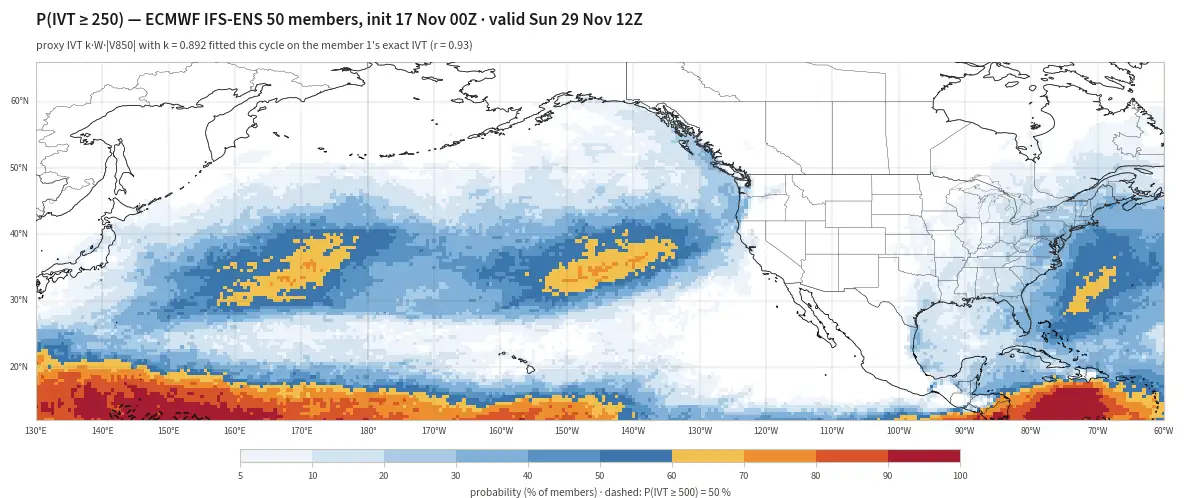 P(IVT ≥ 250) — ECMWF IFS-ENS 50 members, init 17 Nov 00Z · valid Sun 29 Nov 12Z
proxy IVT k·W·|V850| with k = 0.892 fitted this cycle on the member 1's exact IVT (r = 0.93)
60°N
50°N
40°N
30°N
20°N
130°E 140°E 150°E 160°E 170°E 180° 170°W 160°W 150°W 140°W 130°W 120°W 110°W 100°W 90°W 80°W 70°W 60°W
5 10 20 30 40 50 60 70 80 90 100
probability (% of members) · dashed: P(IVT ≥ 500) = 50 %